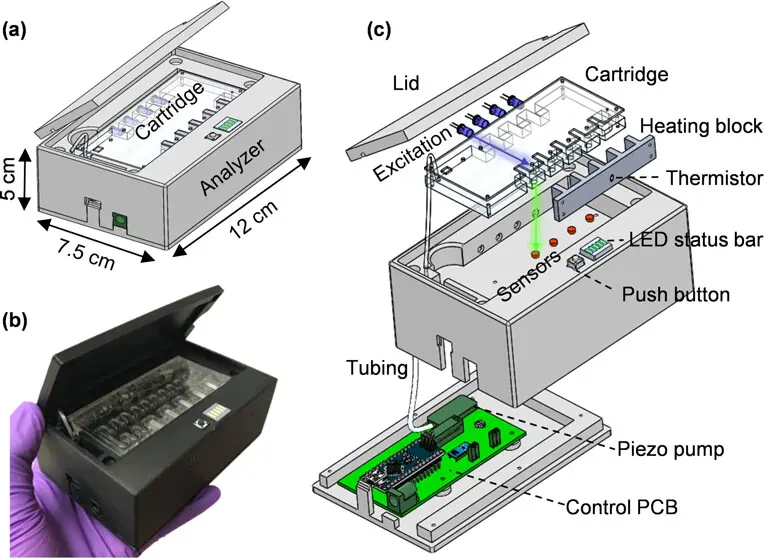 (a)
Cartridge
Analyzer
5 cm
7.5 cm
12 cm
(b)
(c)
Lid
Cartridge
Excitation
Heating block
Thermistor
LED status bar
Sensors
Push button
Tubing
Piezo pump
Control PCB